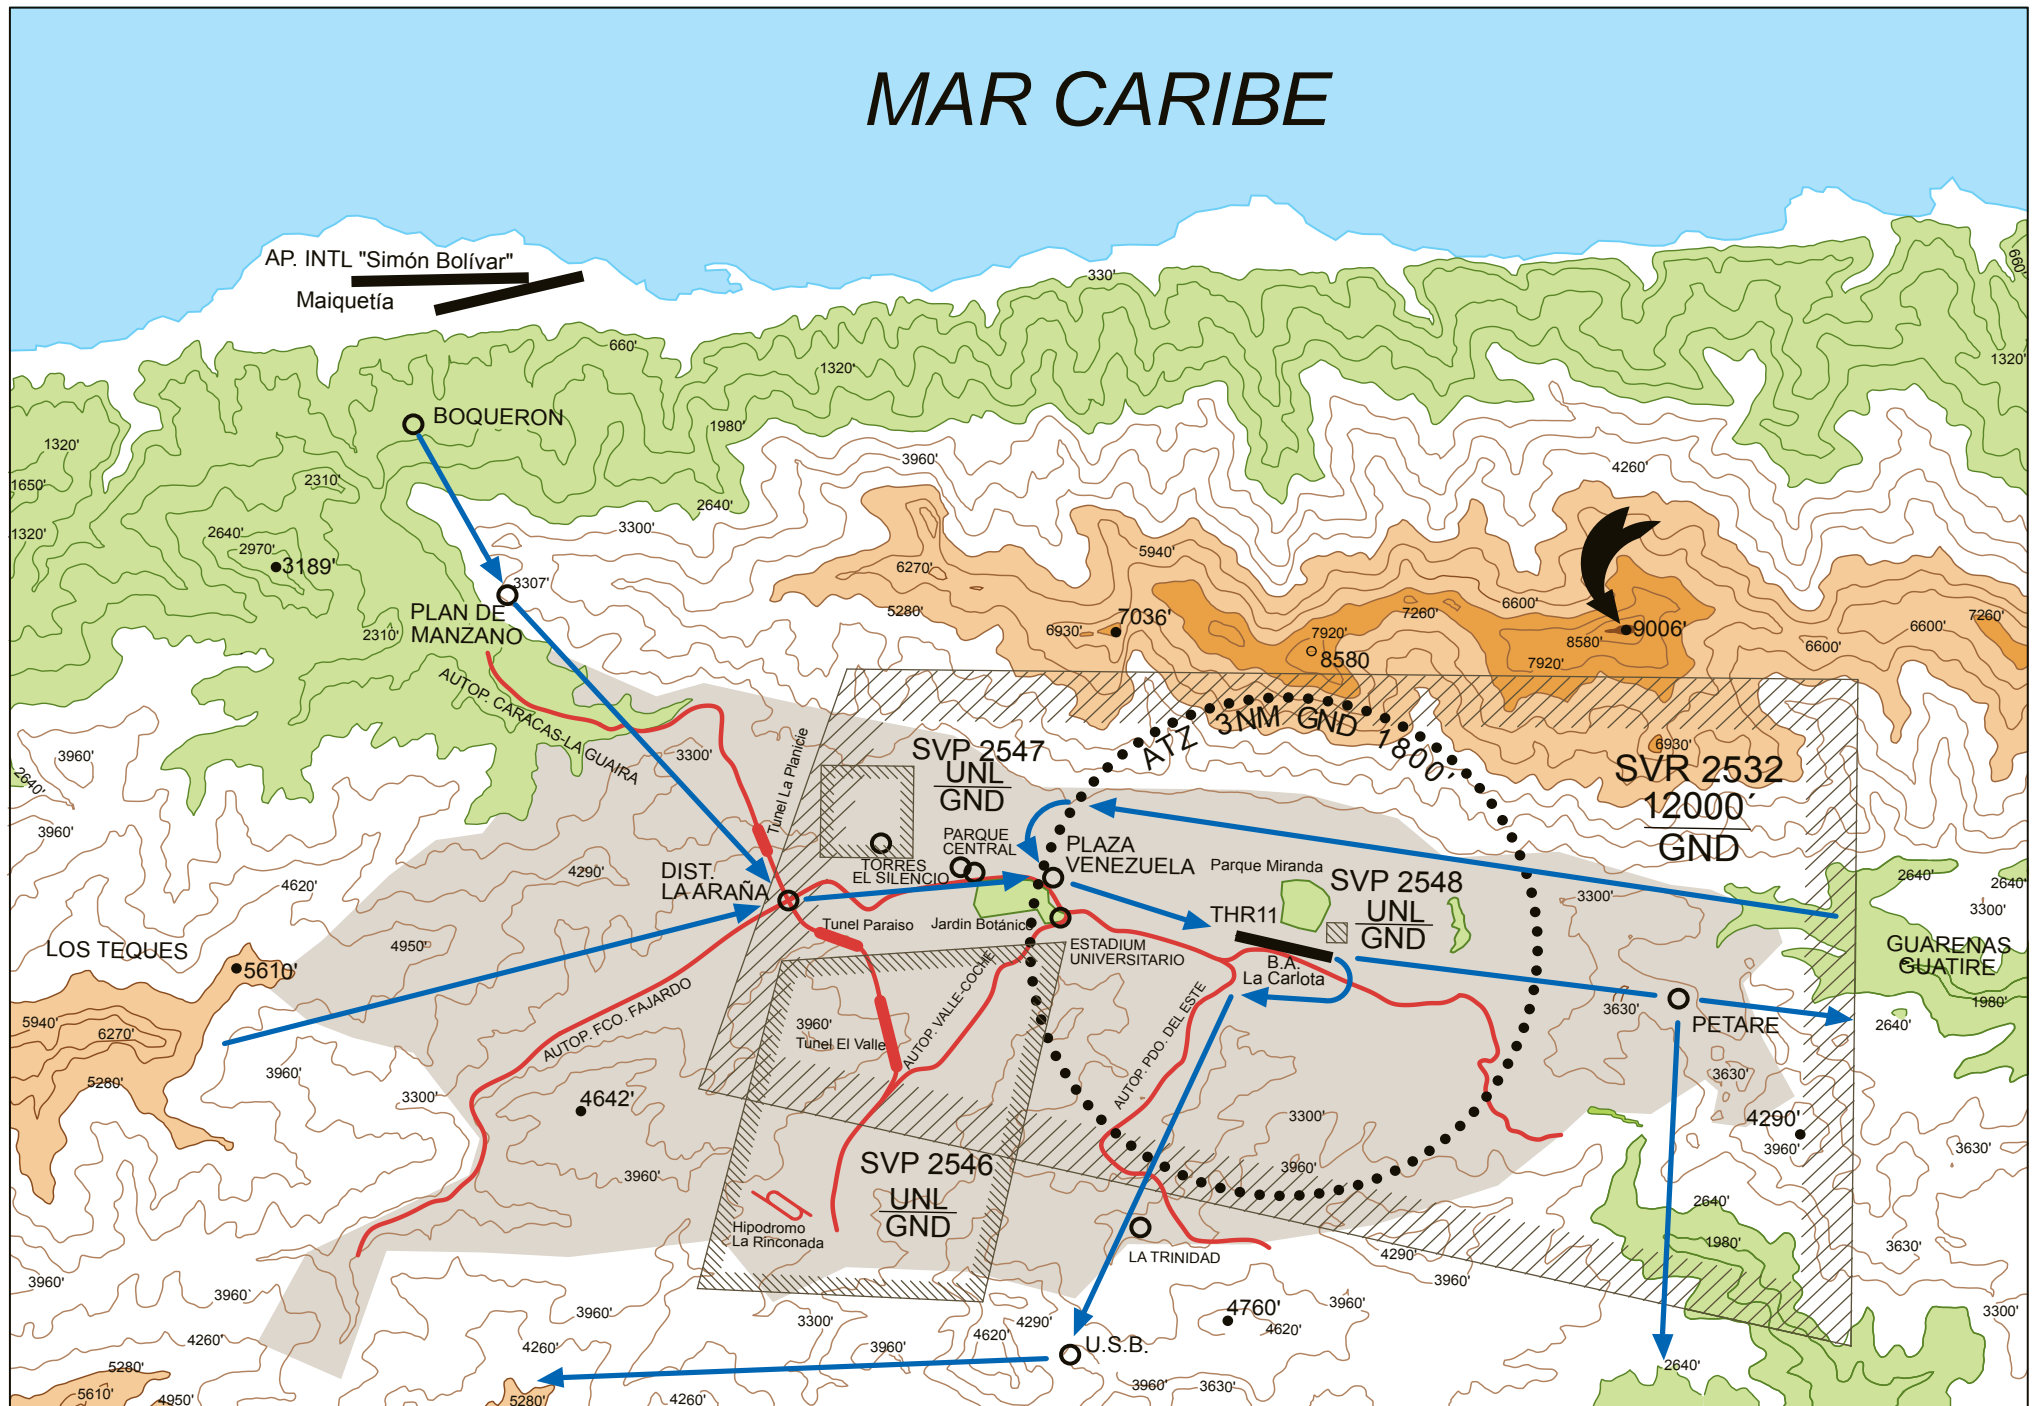 MAR CARIBE
AP. INTL "Simón Bolívar"
Maiquetía
330'
660'
660'
1320'
1320'
BOQUERON
1980'
1320'
3960'
4260'
1650'
2310'
2640'
3300'
1320'
2640'
2970'
3189'
5940'
6270'
3307'
PLAN DE
MANZANO
2310'
5280'
6930'
7036'
7260'
6600'
7920'
8580
8580'
9006'
7920'
6600'
7260'
6600'
AUTOP. CARACAS-LA GUAIRA
3300'
Tunel La Planicie
SVP 2547
UNL
GND
ATZ 3NM GND 1800'
6930'
SVR 2532
12000´
GND
3960'
2640'
3960'
PARQUE
CENTRAL
TORRES
EL SILENCIO
PLAZA
VENEZUELA
Parque Miranda
SVP 2548
UNL
GND
DIST.
LA ARAÑA
4290'
4620'
3300'
2640'
2640'
3300'
THR11
Tunel Paraiso
Jardin Botánico
ESTADIUM
UNIVERSITARIO
B.A.
La Carlota
LOS TEQUES
4950'
5610'
GUARENAS
GUATIRE
1980'
2640'
3630'
PETARE
5940'
6270'
5280'
3960'
3300'
AUTOP. FCO. FAJARDO
3960'
Tunel El Valle
AUTOP. VALLE-COCHE
AUTOP. PDO. DEL ESTE
3630'
4642'
3300'
4290'
3960'
3630'
3960'
SVP 2546
UNL
GND
3960'
2640'
Hipodromo
La Rinconada
LA TRINIDAD
1980'
4290'
3960'
3630'
3960'
3960'
3960'
4260'
4260'
3300'
3960'
4620'
4290'
U.S.B.
4760'
4620'
3960'
3300'
2640'
5280'
5610'
4950'
5280'
4260'
3960'
3630'